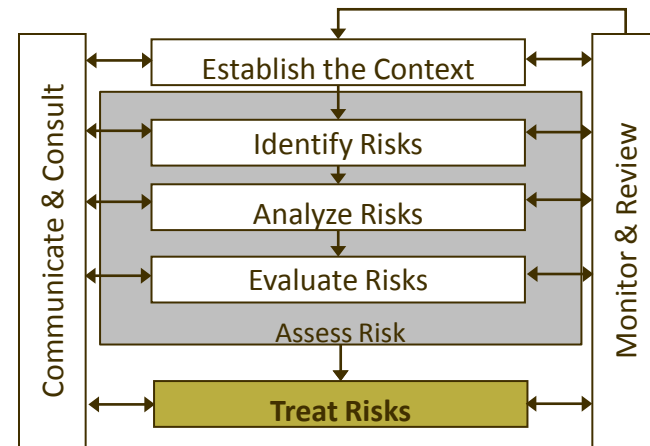 Communicate & Consult
Establish the Context
Identify Risks
Analyze Risks
Evaluate Risks
Assess Risk
Treat Risks
Monitor & Review